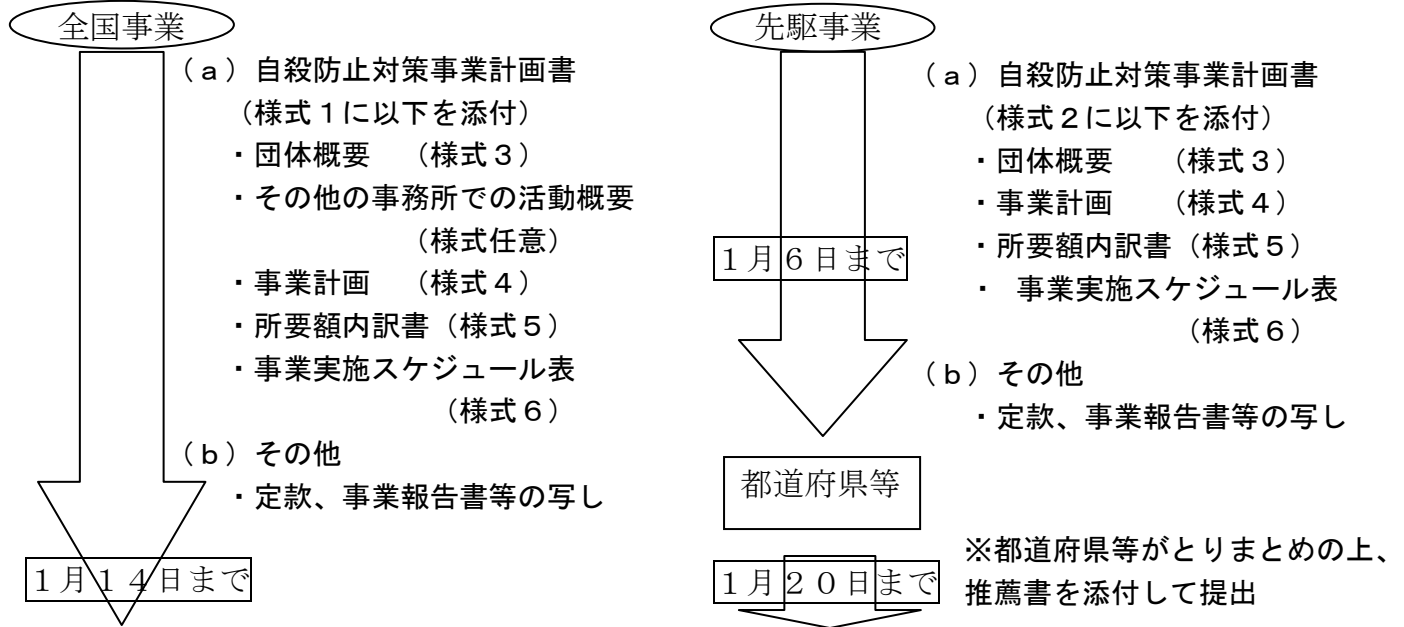 全国事業
（ａ）自殺防止対策事業計画書
（様式１に以下を添付）
・団体概要　（様式３）
・その他の事務所での活動概要
（様式任意）
・事業計画　（様式４）
・所要額内訳書（様式５）
・事業実施スケジュール表
（様式６）
（ｂ）その他
・定款、事業報告書等の写し
１月１４日まで
先駆事業
（ａ）自殺防止対策事業計画書
（様式２に以下を添付）
・団体概要　　（様式３）
・事業計画　　（様式４）
・所要額内訳書（様式５）
・　事業実施スケジュール表
（様式６）
１月６日まで
（ｂ）その他
・定款、事業報告書等の写し
都道府県等
※都道府県等がとりまとめの上、
推薦書を添付して提出
１月２０日まで